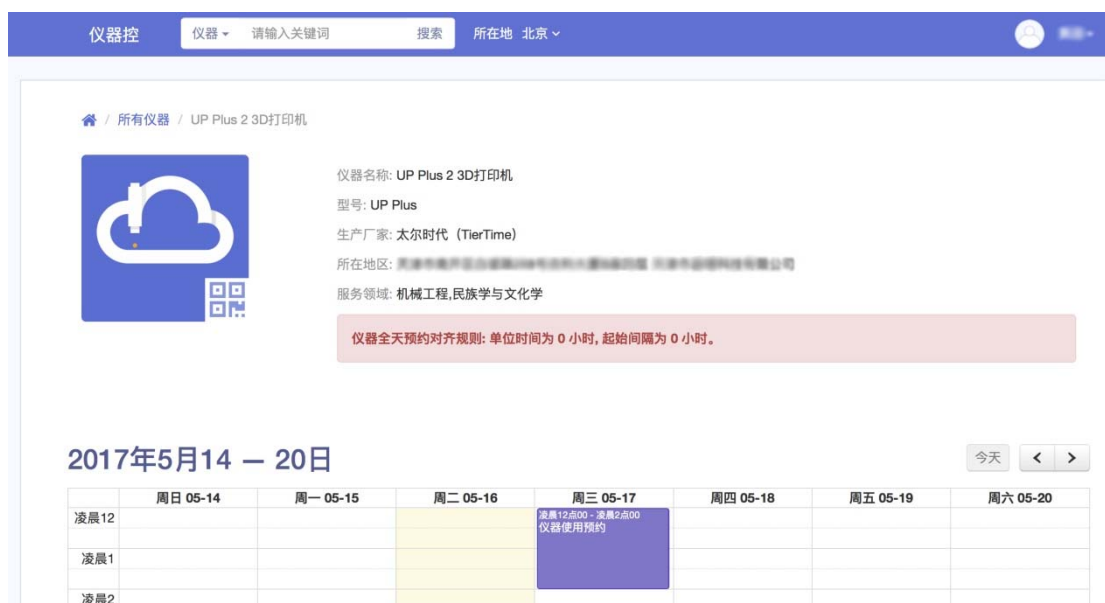 仪器控 仪器 请输入关键词 搜索 所在地 北京
/ 所有仪器 / UP Plus 2 3D打印机
仪器名称: UP Plus 2 3D打印机
型号: UP Plus
生产厂家: 太尔时代（TierTime）
所在地区:
服务领域: 机械工程,民族学与文化学
仪器全天预约对齐规则: 单位时间为 0 小时, 起始间隔为 0 小时。
2017年5月14 — 20日 今天
周日 05-14 周一 05-15 周二 05-16 周三 05-17 周四 05-18 周五 05-19 周六 05-20
凌晨12 凌晨12点00 - 凌晨2点00
仪器使用预约
凌晨1
凌晨2